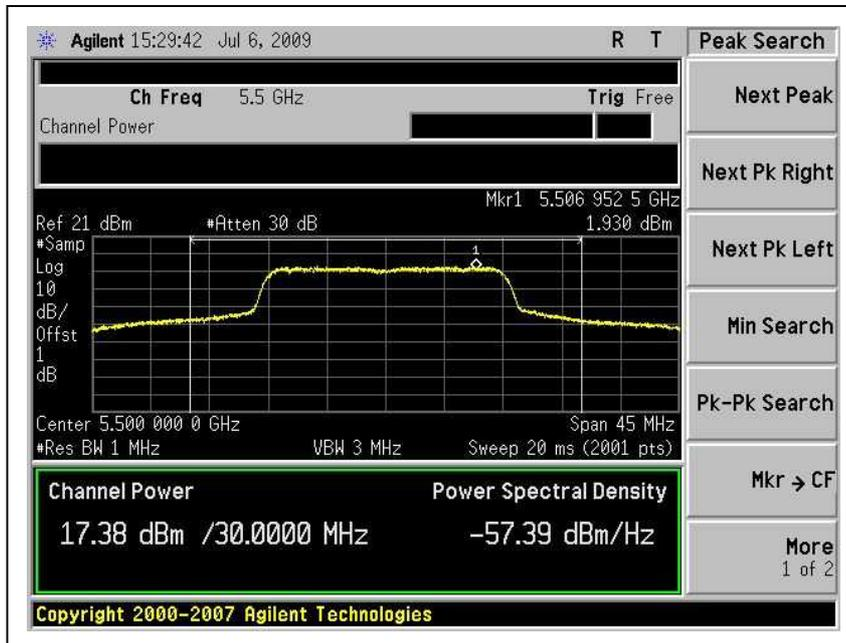 Agilent 15:29:42 Jul 6, 2009 R T
Peak Search
Ch Freq 5.5 GHz Trig Free
Channel Power
Next Peak
Next Pk Right
Mkr1 5.506 952 5 GHz
Ref 21 dBm #Atten 30 dB 1.930 dBm
#Samp
Log
10
dB/
Offst
1
dB
1
Next Pk Left
Min Search
Pk-Pk Search
Center 5.500 000 0 GHz Span 45 MHz
#Res BW 1 MHz VBW 3 MHz Sweep 20 ms (2001 pts)
Channel Power Power Spectral Density
17.38 dBm /30.0000 MHz -57.39 dBm/Hz
Mkr → CF
More
1 of 2
Copyright 2000-2007 Agilent Technologies